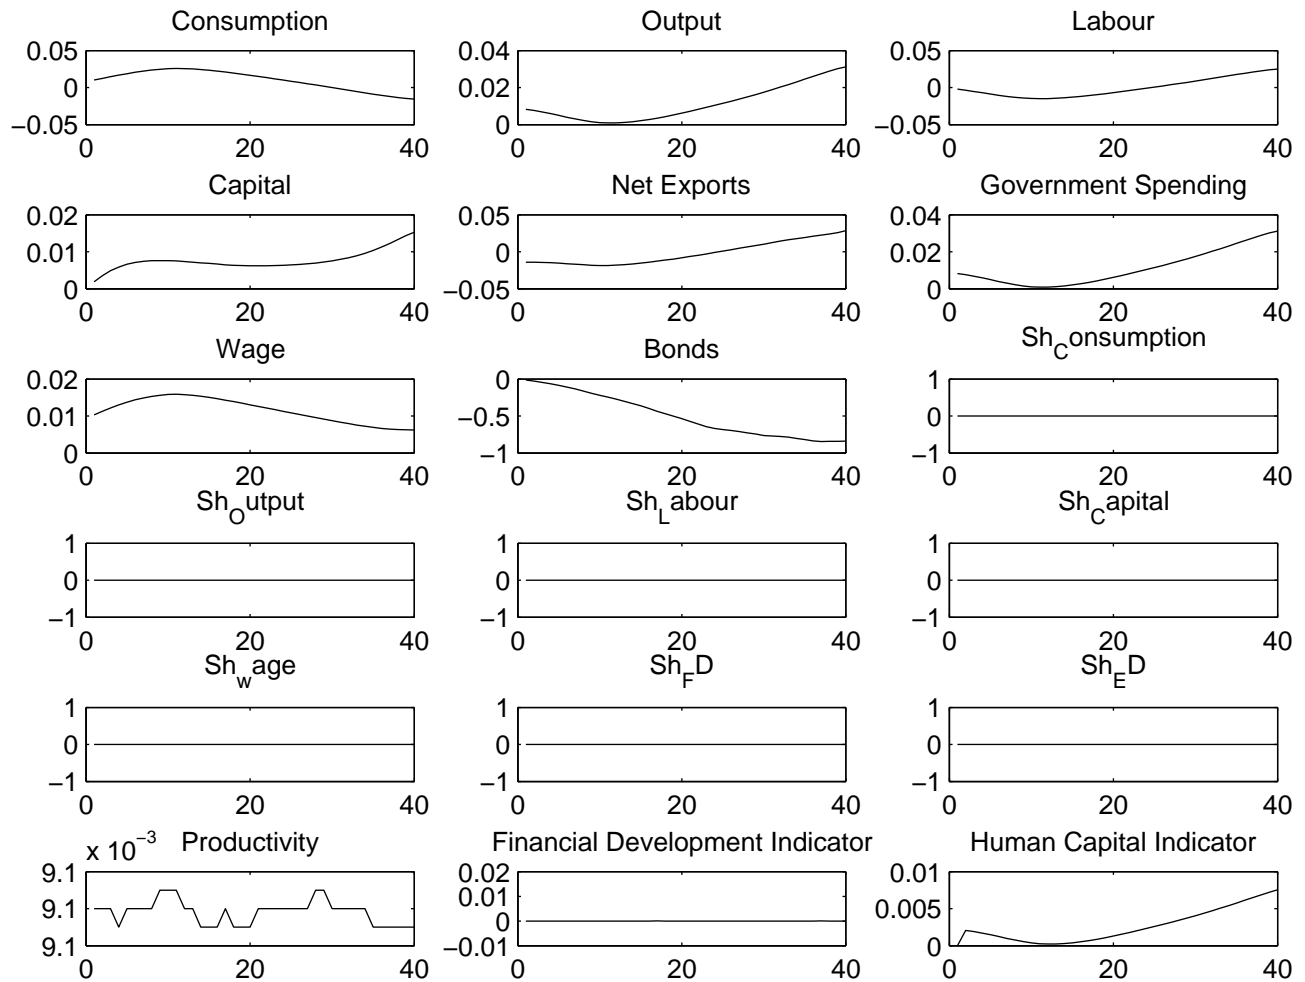 Consumption Output Labour
0.05 0.04 0.05
0 0.02 0
−0.05 0 −0.05
0 20 40 0 20 40 0 20 40
Capital Net Exports Government Spending
0.02 0.05 0.04
0.01 0 0.02
0 −0.05 0
0 20 40 0 20 40 0 20 40
Wage Bonds Sh_Consumption
0.02 0 1
0.01 −0.5 0
0 −1 −1
0 20 40 0 20 40 0 20 40
Sh_Output Sh_Labour Sh_Capital
1 1 1
0 0 0
−1 −1 −1
0 20 40 0 20 40 0 20 40
Sh_wage Sh_FD Sh_ED
1 1 1
0 0 0
−1 −1 −1
0 20 40 0 20 40 0 20 40
x 10^−3 Productivity Financial Development Indicator Human Capital Indicator
9.1 0.02 0.01
9.1 0 0.005
9.1 −0.01 0
0 20 40 0 20 40 0 20 40